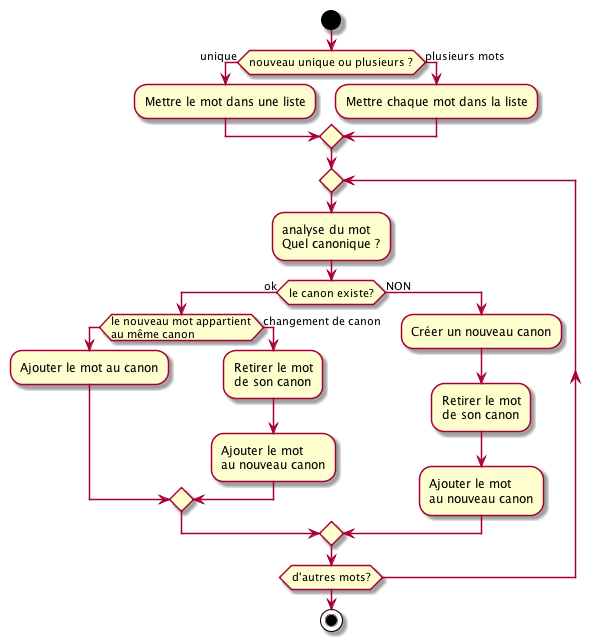 unique
nouveau unique ou plusieurs ?
plusieurs mots
Mettre le mot dans une liste
Mettre chaque mot dans la liste
analyse du mot
Quel canonique ?
ok
le canon existe?
NON
le nouveau mot appartient
au même canon
changement de canon
Créer un nouveau canon
Ajouter le mot au canon
Retirer le mot
de son canon
Retirer le mot
de son canon
Ajouter le mot
au nouveau canon
Ajouter le mot
au nouveau canon
d'autres mots?